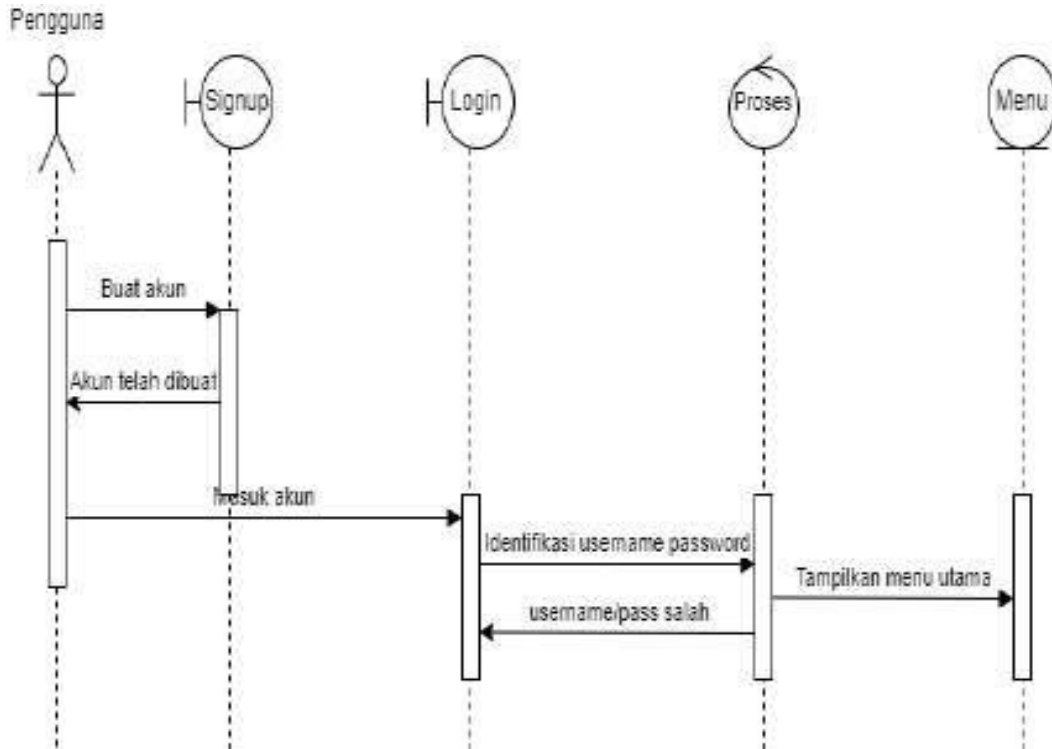 Pengguna
Signup
Login
Proses
Menu
Buat akun
Akun telah dibuat
Masuk akun
Identifikasi username password
Tampilkan menu utama
username/pass salah